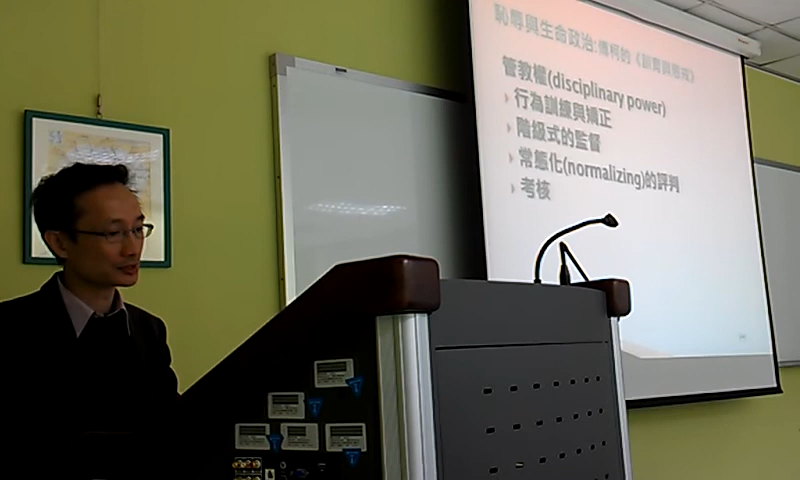 恥辱與生命政治:傅柯的《訓育與懲戒》
管教權(disciplinary power)
行為訓練與矯正
階級式的監督
常態化(normalizing)的評判
考核